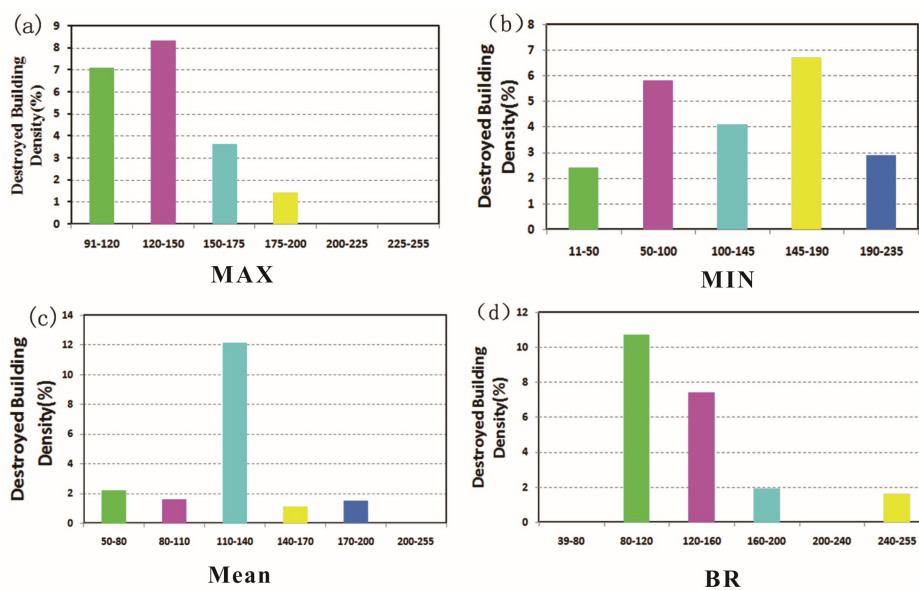 (a)
Destroyed Building
Density(%)
9
8
7
6
5
4
3
2
1
0
91-120 120-150 150-175 175-200 200-225 225-255
MAX
(b)
Destroyed Building
Density(%)
8
7
6
5
4
3
2
1
0
11-50 50-100 100-145 145-190 190-235
MIN
(c)
Destroyed Building
Density(%)
14
12
10
8
6
4
2
0
50-80 80-110 110-140 140-170 170-200 200-255
Mean
(d)
Destroyed Building
Density(%)
12
10
8
6
4
2
0
39-80 80-120 120-160 160-200 200-240 240-255
BR